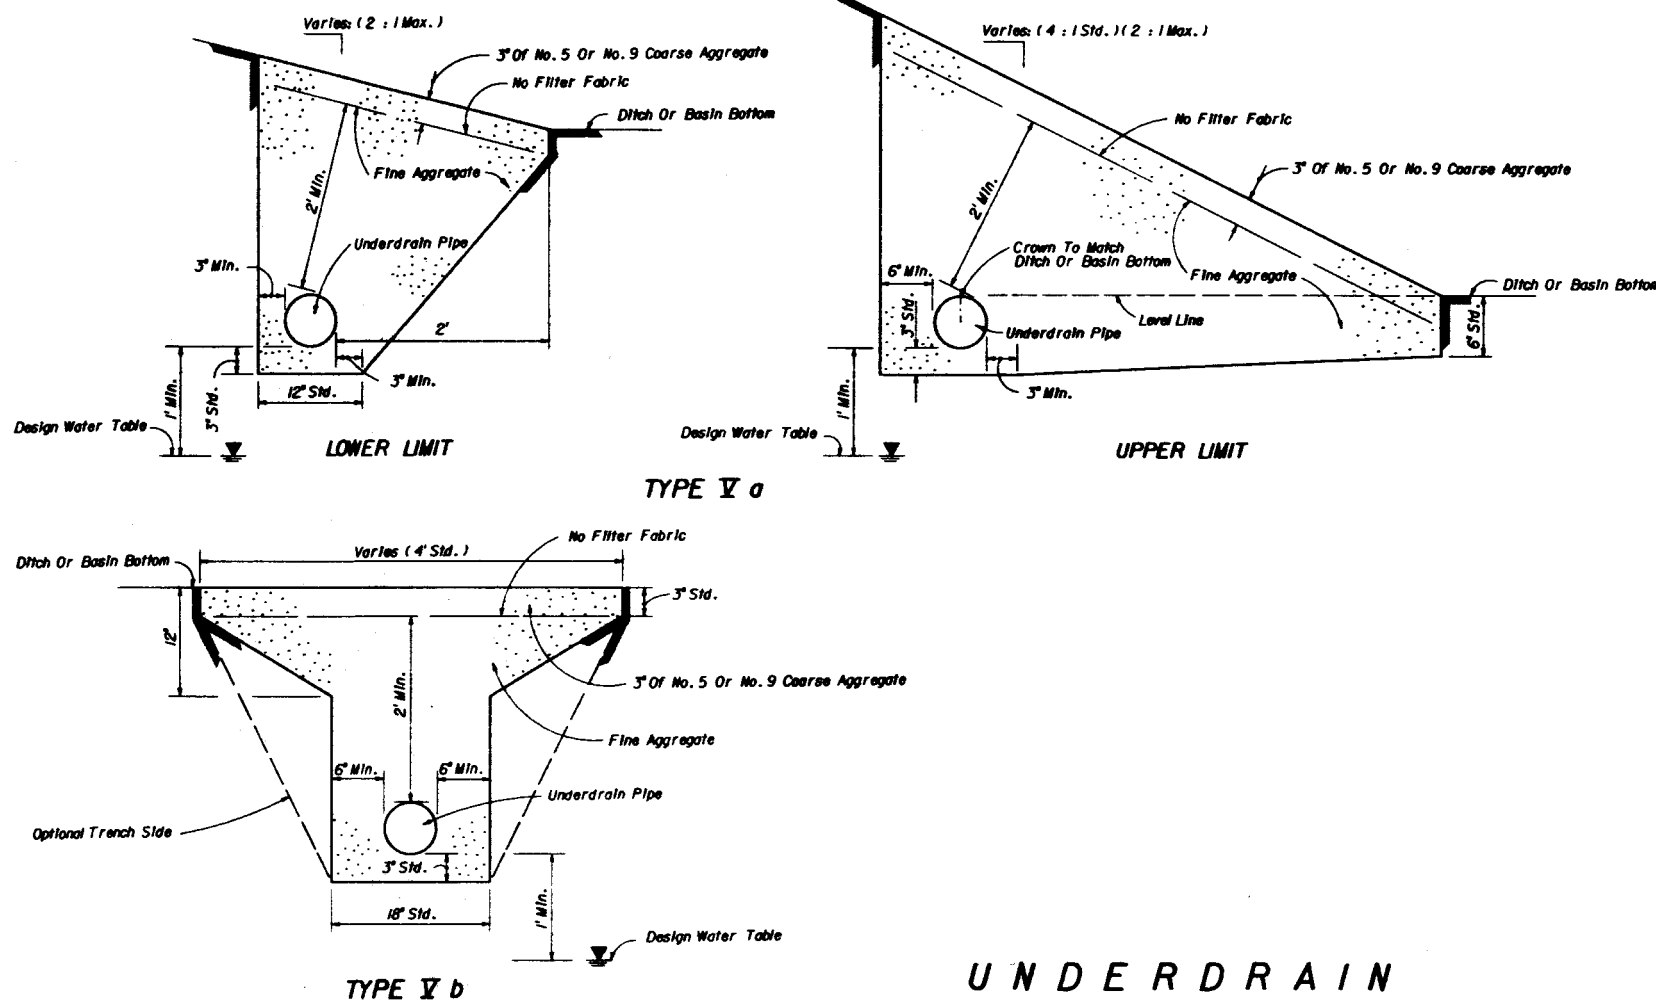 Varies: ( 2 : 1 Max. )
3" Of No. 5 Or No. 9 Coarse Aggregate
No Filter Fabric
Ditch Or Basin Bottom
Fine Aggregate
2' Min.
Underdrain Pipe
3" Min.
2'
3" Min.
12" Std.
1' Min.
3" Std.
Design Water Table
LOWER LIMIT
Varies: ( 4 : 1 Std. )( 2 : 1 Max. )
No Filter Fabric
3" Of No. 5 Or No. 9 Coarse Aggregate
2' Min.
Crown To Match
Ditch Or Basin Bottom
6" Min.
Fine Aggregate
Ditch Or Basin Bottom
Level Line
3" Std.
Underdrain Pipe
6" Std.
3" Min.
1' Min.
Design Water Table
UPPER LIMIT
TYPE V a
No Filter Fabric
Varies ( 4' Std. )
Ditch Or Basin Bottom
3" Std.
12"
2' Min.
3" Of No. 5 Or No. 9 Coarse Aggregate
Fine Aggregate
6" Min.
6" Min.
Underdrain Pipe
Optional Trench Side
3" Std.
18" Std.
1' Min.
Design Water Table
TYPE V b
UNDERDRAIN